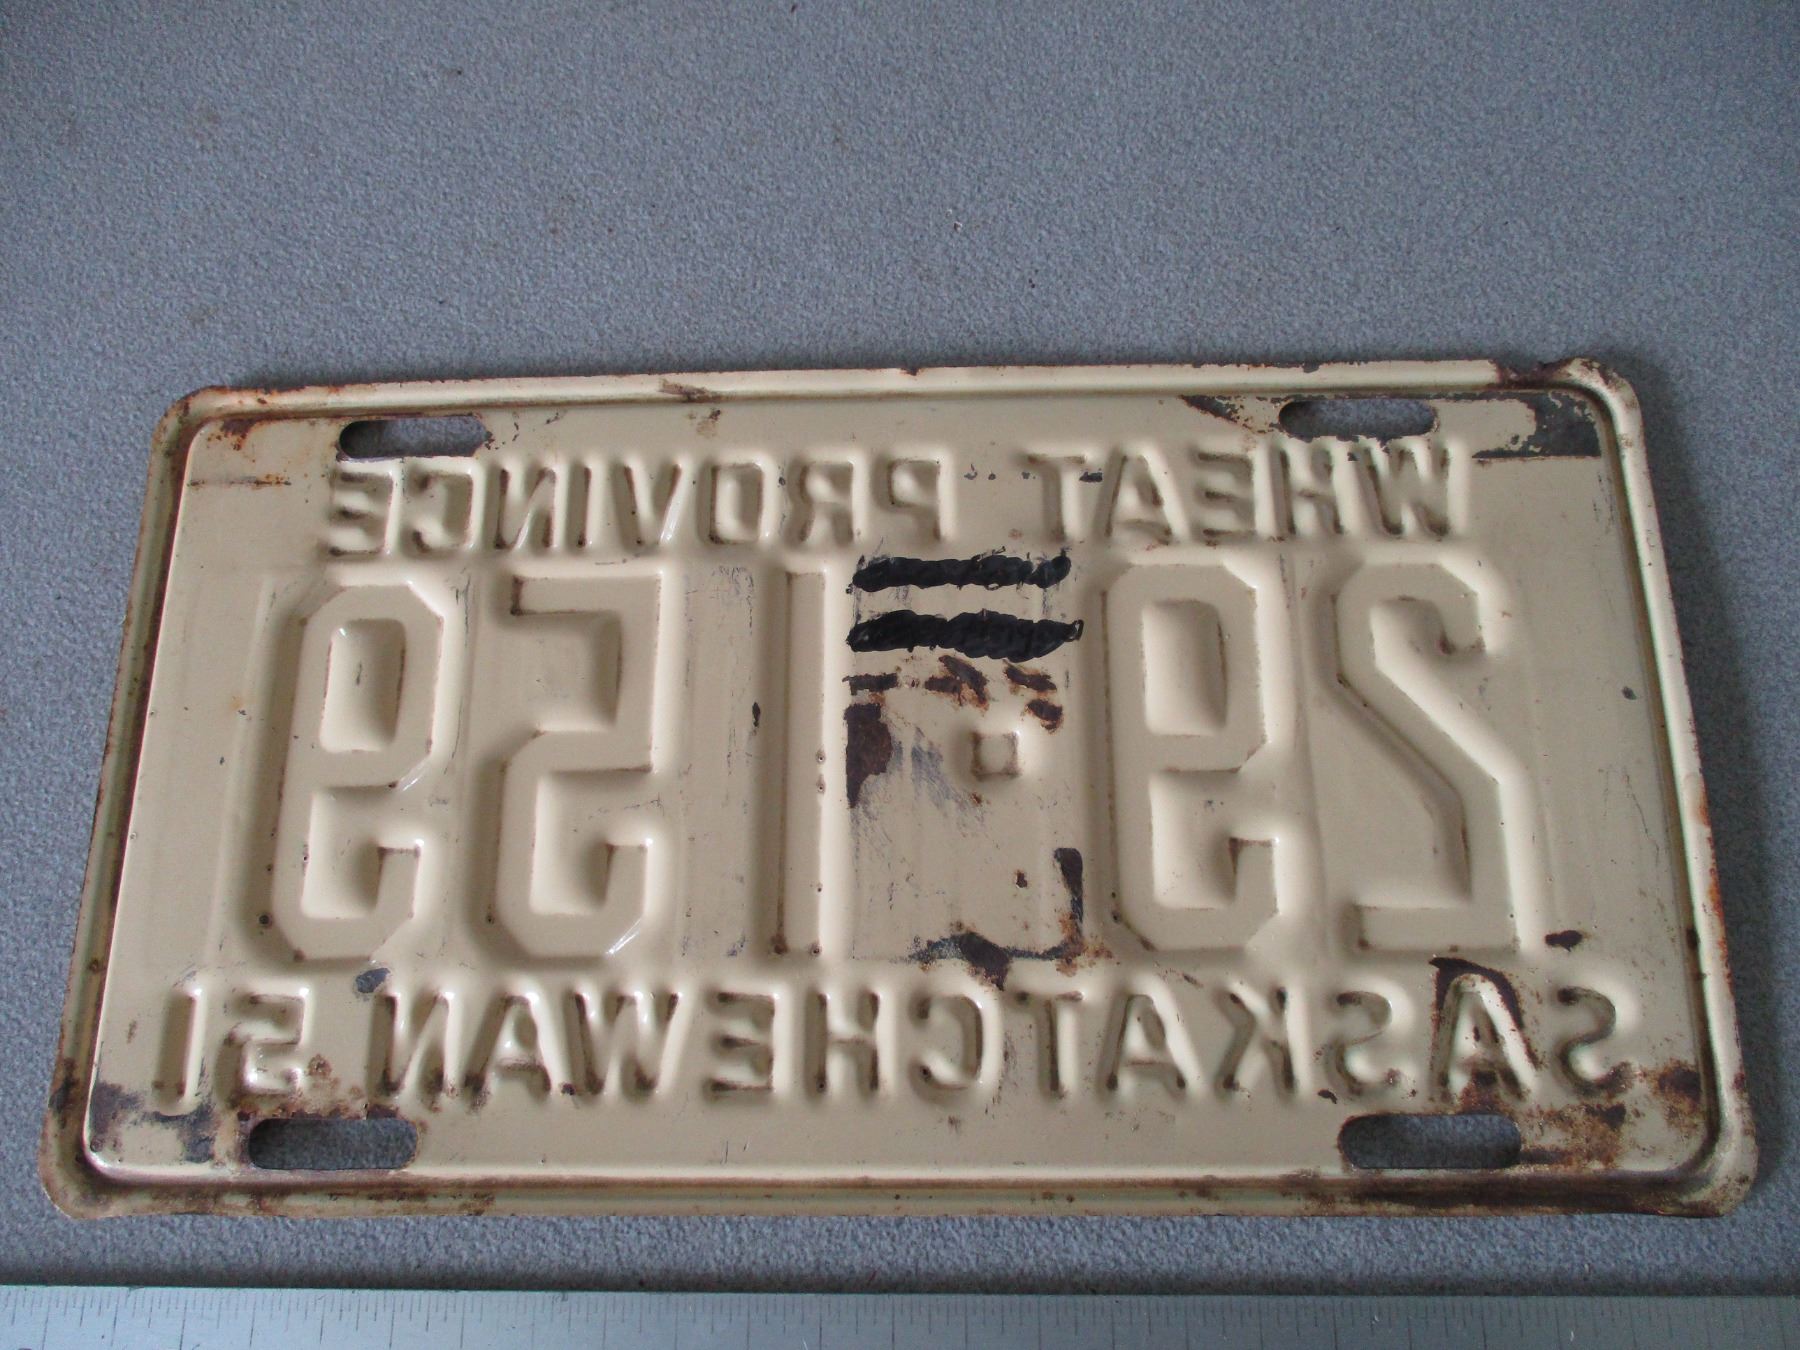 WHEAT PROVINCE
29·159
SASKATCHEWAN 51